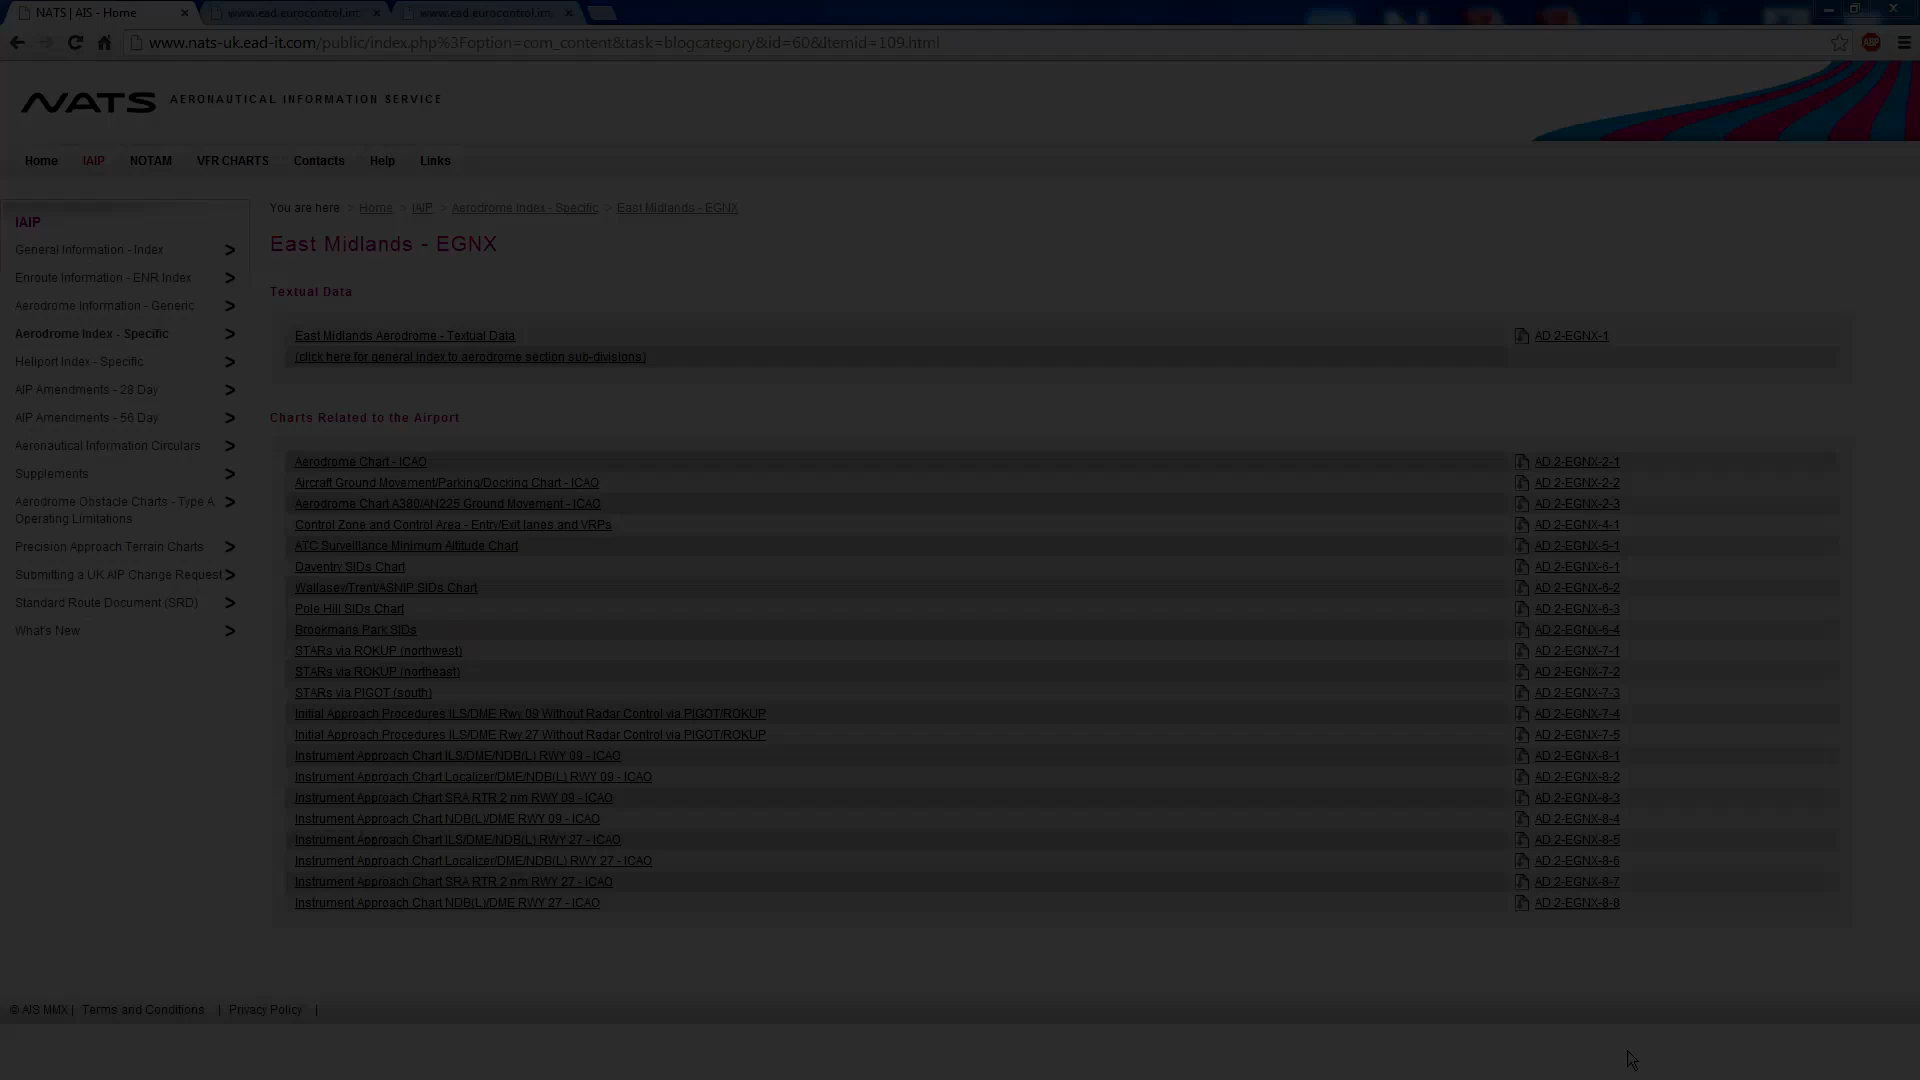 NATS | AIS - Home
www.ead.eurocontrol.int
www.ead.eurocontrol.int
www.nats-uk.ead-it.com/public/index.php%3Foption=com_content&task=blogcategory&id=60&Itemid=109.html
ABP
NATS AERONAUTICAL INFORMATION SERVICE
Home IAIP NOTAM VFR CHARTS Contacts Help Links
You are here > Home > IAIP > Aerodrome Index - Specific > East Midlands - EGNX
IAIP
General Information - Index >
Enroute Information - ENR Index >
Aerodrome Information - Generic >
Aerodrome Index - Specific >
Heliport Index - Specific >
AIP Amendments - 28 Day >
AIP Amendments - 56 Day >
Aeronautical Information Circulars >
Supplements >
Aerodrome Obstacle Charts - Type A >
Operating Limitations
Precision Approach Terrain Charts >
Submitting a UK AIP Change Request >
Standard Route Document (SRD) >
What's New >
East Midlands - EGNX
Textual Data
East Midlands Aerodrome - Textual Data AD 2-EGNX-1
(click here for general index to aerodrome section sub-divisions)
Charts Related to the Airport
Aerodrome Chart - ICAO AD 2-EGNX-2-1
Aircraft Ground Movement/Parking/Docking Chart - ICAO AD 2-EGNX-2-2
Aerodrome Chart A380/AN225 Ground Movement - ICAO AD 2-EGNX-2-3
Control Zone and Control Area - Entry/Exit lanes and VRPs AD 2-EGNX-4-1
ATC Surveillance Minimum Altitude Chart AD 2-EGNX-5-1
Daventry SIDs Chart AD 2-EGNX-6-1
Wallasey/Trent/ASNIP SIDs Chart AD 2-EGNX-6-2
Pole Hill SIDs Chart AD 2-EGNX-6-3
Brookmans Park SIDs AD 2-EGNX-6-4
STARs via ROKUP (northwest) AD 2-EGNX-7-1
STARs via ROKUP (northeast) AD 2-EGNX-7-2
STARs via PIGOT (south) AD 2-EGNX-7-3
Initial Approach Procedures ILS/DME Rwy 09 Without Radar Control via PIGOT/ROKUP AD 2-EGNX-7-4
Initial Approach Procedures ILS/DME Rwy 27 Without Radar Control via PIGOT/ROKUP AD 2-EGNX-7-5
Instrument Approach Chart ILS/DME/NDB(L) RWY 09 - ICAO AD 2-EGNX-8-1
Instrument Approach Chart Localizer/DME/NDB(L) RWY 09 - ICAO AD 2-EGNX-8-2
Instrument Approach Chart SRA RTR 2 nm RWY 09 - ICAO AD 2-EGNX-8-3
Instrument Approach Chart NDB(L)/DME RWY 09 - ICAO AD 2-EGNX-8-4
Instrument Approach Chart ILS/DME/NDB(L) RWY 27 - ICAO AD 2-EGNX-8-5
Instrument Approach Chart Localizer/DME/NDB(L) RWY 27 - ICAO AD 2-EGNX-8-6
Instrument Approach Chart SRA RTR 2 nm RWY 27 - ICAO AD 2-EGNX-8-7
Instrument Approach Chart NDB(L)/DME RWY 27 - ICAO AD 2-EGNX-8-8
© AIS MMX | Terms and Conditions | Privacy Policy |